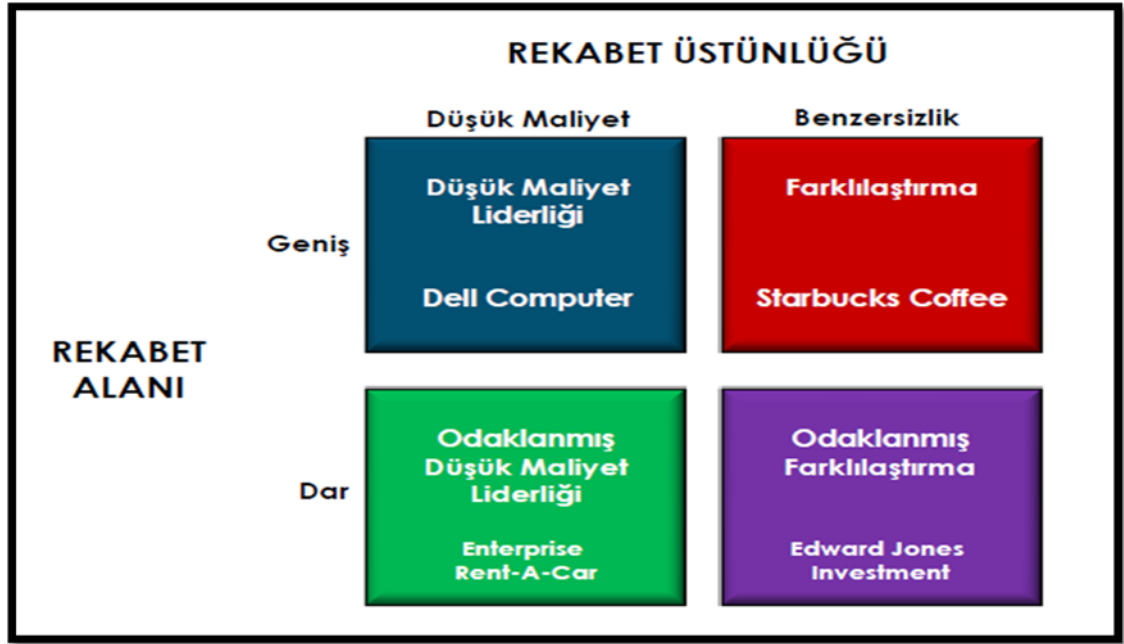 REKABET ÜSTÜNLÜĞÜ
Düşük Maliyet
Benzersizlik
Geniş
Düşük Maliyet
Liderliği
Dell Computer
Farklılaştırma
Starbucks Coffee
REKABET
ALANI
Dar
Odaklanmış
Düşük Maliyet
Liderliği
Enterprise
Rent-A-Car
Odaklanmış
Farklılaştırma
Edward Jones
Investment